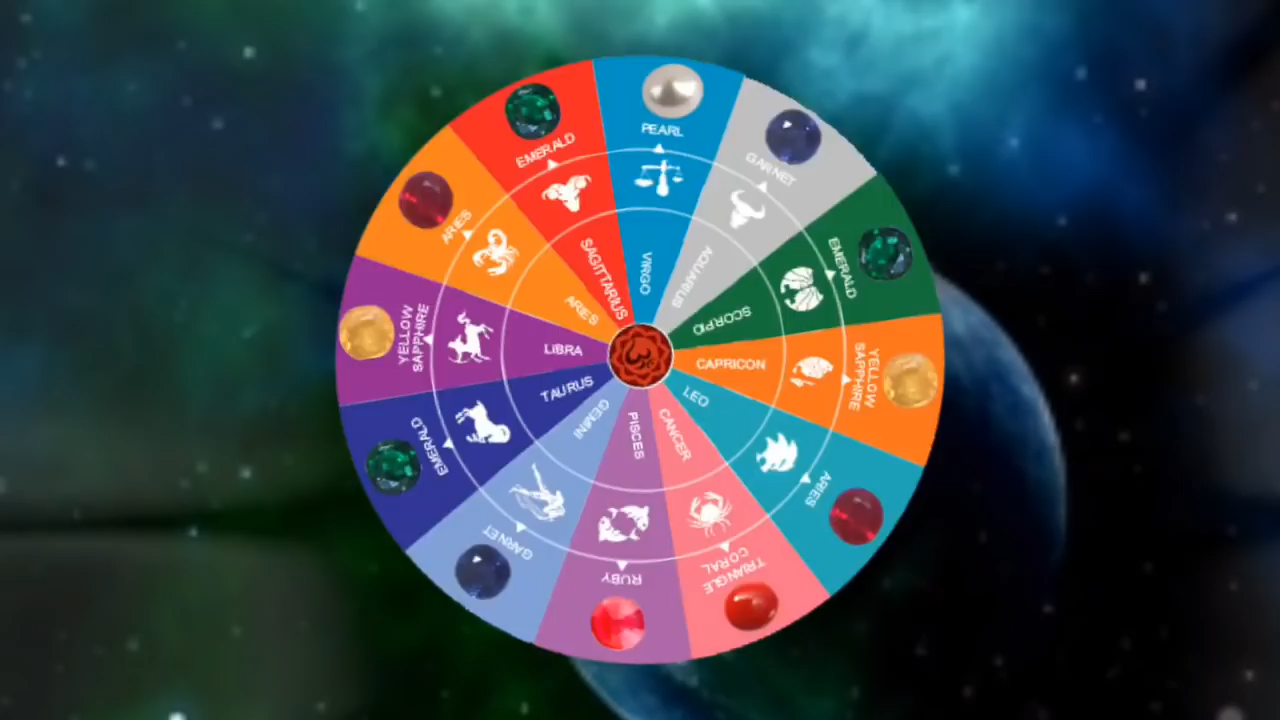 PEARL
VIRGO
GARNET
AQUARIUS
EMERALD
SCORPIO
YELLOW
SAPPHIRE
CAPRICON
ARIES
LEO
TRIANGLE
CORAL
CANCER
RUBY
PISCES
GARNET
GEMINI
EMERALD
TAURUS
YELLOW
SAPPHIRE
LIBRA
ARIES
ARIES
EMERALD
SAGITTARIUS